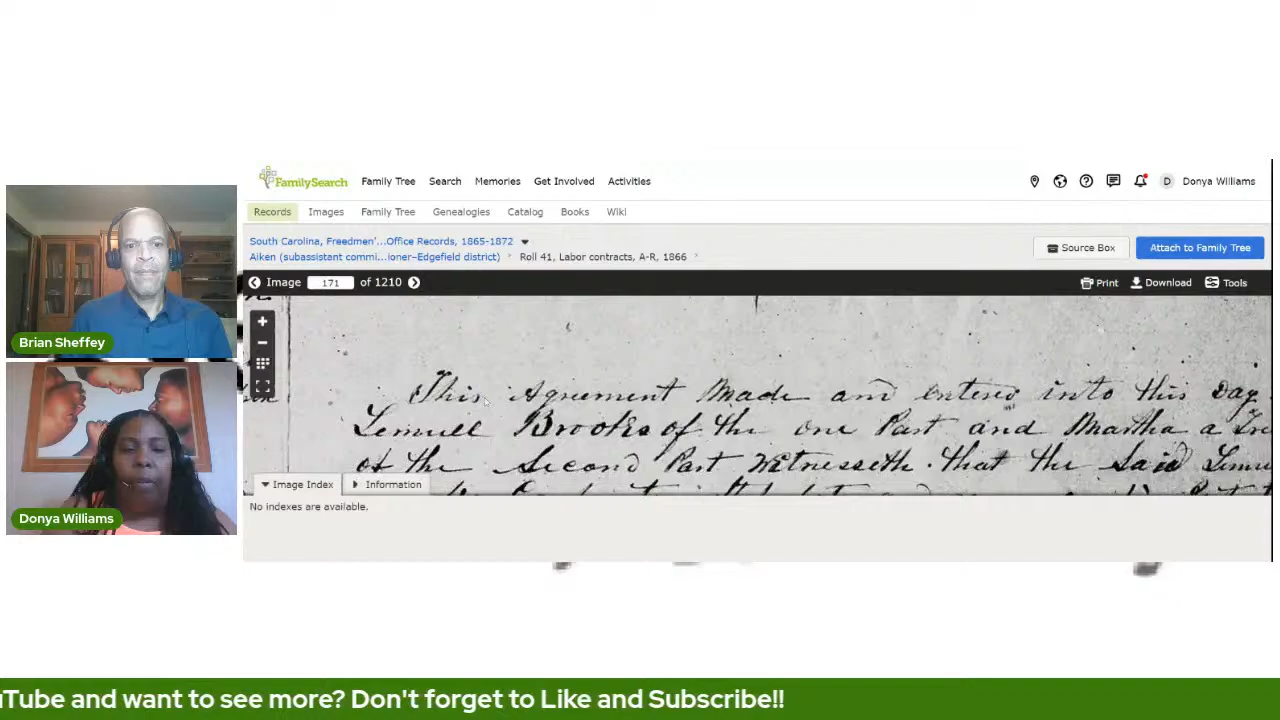 FamilySearch Family Tree Search Memories Get Involved Activities Donya Williams
Records Images Family Tree Genealogies Catalog Books Wiki
South Carolina, Freedmen'...Office Records, 1865-1872
Aiken (subassistant commi...ioner–Edgefield district) › Roll 41, Labor contracts, A-R, 1866 ›
Source Box Attach to Family Tree
Image 171 of 1210 Print Download Tools
This Agreement Made and entered into this Day
Lemuel Brooks of the one Part and Martha a Fre
of the Second Part Witnesseth. that the Said Lemu
Image Index Information
No indexes are available.
Brian Sheffey
Donya Williams
uTube and want to see more? Don't forget to Like and Subscribe!!